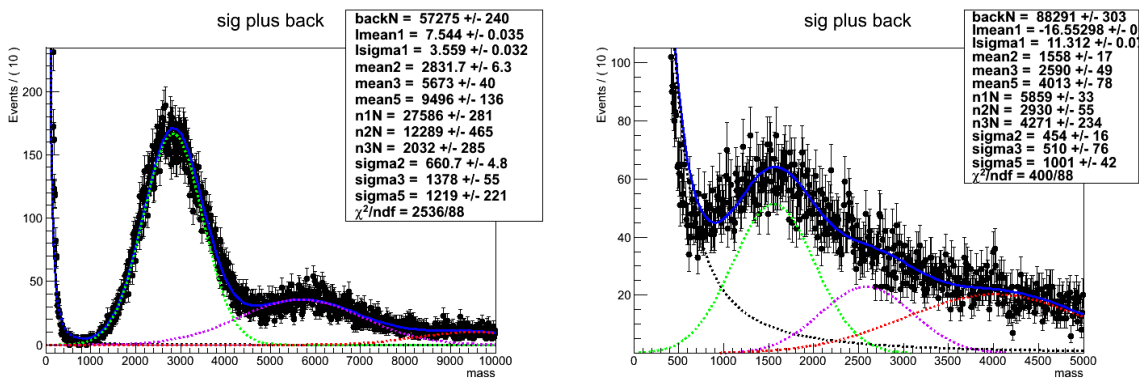 sig plus back
backN = 57275 +/- 240
lmean1 = 7.544 +/- 0.035
lsigma1 = 3.559 +/- 0.032
mean2 = 2831.7 +/- 6.3
mean3 = 5673 +/- 40
mean5 = 9496 +/- 136
n1N = 27586 +/- 281
n2N = 12289 +/- 465
n3N = 2032 +/- 285
sigma2 = 660.7 +/- 4.8
sigma3 = 1378 +/- 55
sigma5 = 1219 +/- 221
χ²/ndf = 2536/88
Events / ( 10 )
200
150
100
50
0
0 1000 2000 3000 4000 5000 6000 7000 8000 9000 10000
mass
sig plus back
backN = 88291 +/- 303
lmean1 = -16.55298 +/- 0
lsigma1 = 11.312 +/- 0.0
mean2 = 1558 +/- 17
mean3 = 2590 +/- 49
mean5 = 4013 +/- 78
n1N = 5859 +/- 33
n2N = 2930 +/- 55
n3N = 4271 +/- 234
sigma2 = 454 +/- 16
sigma3 = 510 +/- 76
sigma5 = 1001 +/- 42
χ²/ndf = 400/88
Events / ( 10 )
100
80
60
40
20
0
0 500 1000 1500 2000 2500 3000 3500 4000 4500 5000
mass